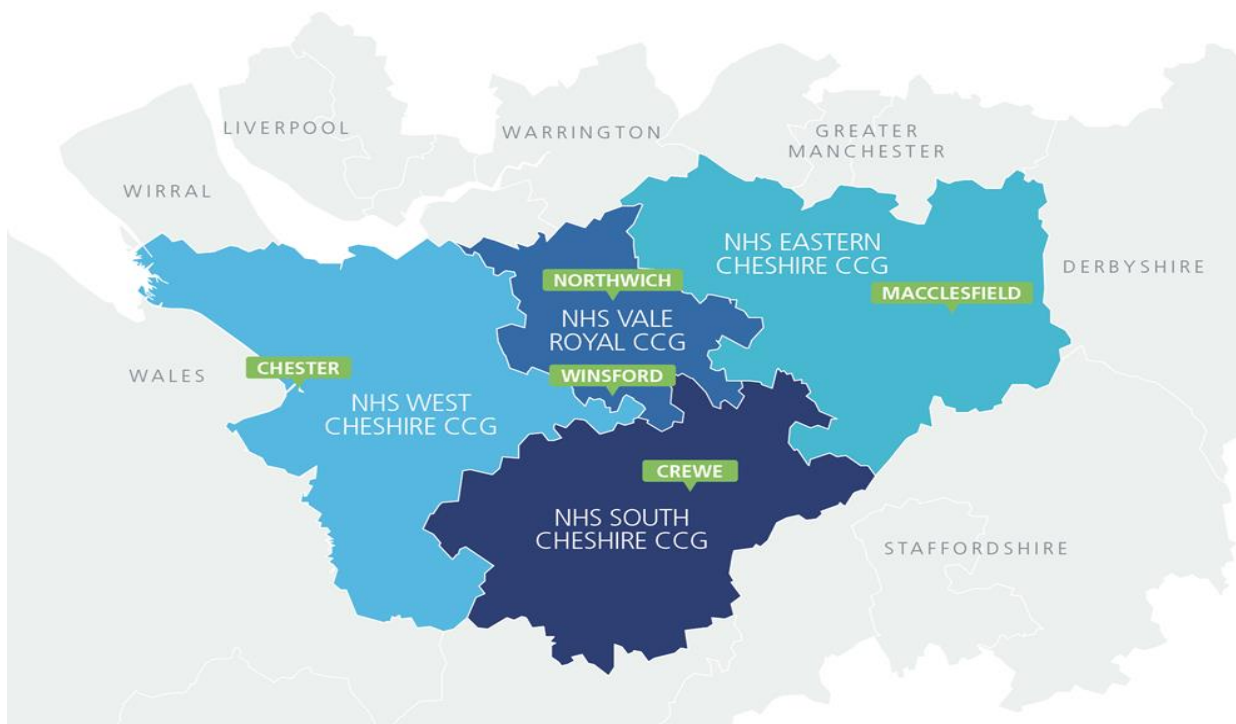 LIVERPOOL
WARRINGTON
GREATER
MANCHESTER
WIRRAL
NHS EASTERN
CHESHIRE CCG
DERBYSHIRE
NORTHWICH
MACCLESFIELD
NHS VALE
ROYAL CCG
WALES
CHESTER
WINSFORD
NHS WEST
CHESHIRE CCG
CREWE
NHS SOUTH
CHESHIRE CCG
STAFFORDSHIRE